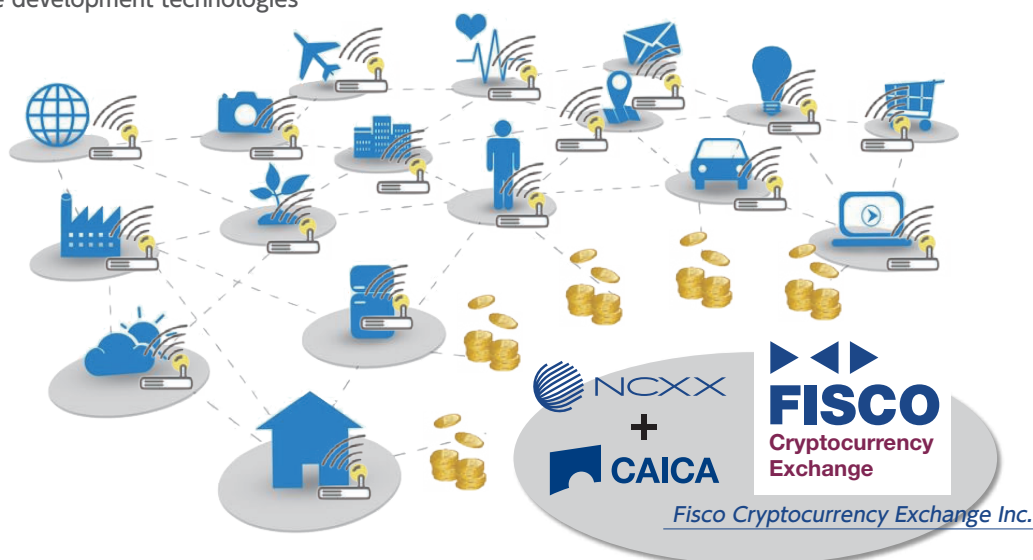 development technologies
NCXX
+
CAICA
FISCO
Cryptocurrency
Exchange
Fisco Cryptocurrency Exchange Inc.